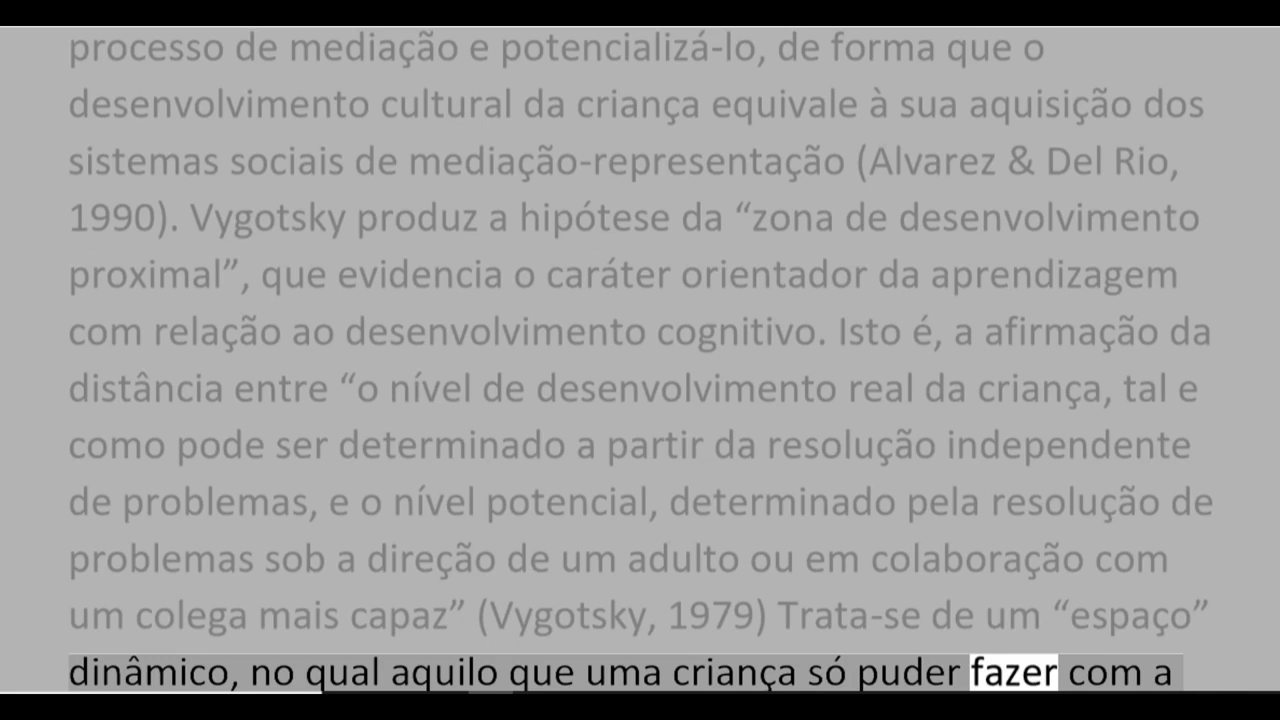 processo de mediação e potencializá-lo, de forma que o
desenvolvimento cultural da criança equivale à sua aquisição dos
sistemas sociais de mediação-representação (Alvarez & Del Rio,
1990). Vygotsky produz a hipótese da “zona de desenvolvimento
proximal”, que evidencia o caráter orientador da aprendizagem
com relação ao desenvolvimento cognitivo. Isto é, a afirmação da
distância entre “o nível de desenvolvimento real da criança, tal e
como pode ser determinado a partir da resolução independente
de problemas, e o nível potencial, determinado pela resolução de
problemas sob a direção de um adulto ou em colaboração com
um colega mais capaz” (Vygotsky, 1979) Trata-se de um “espaço”
dinâmico, no qual aquilo que uma criança só puder fazer com a